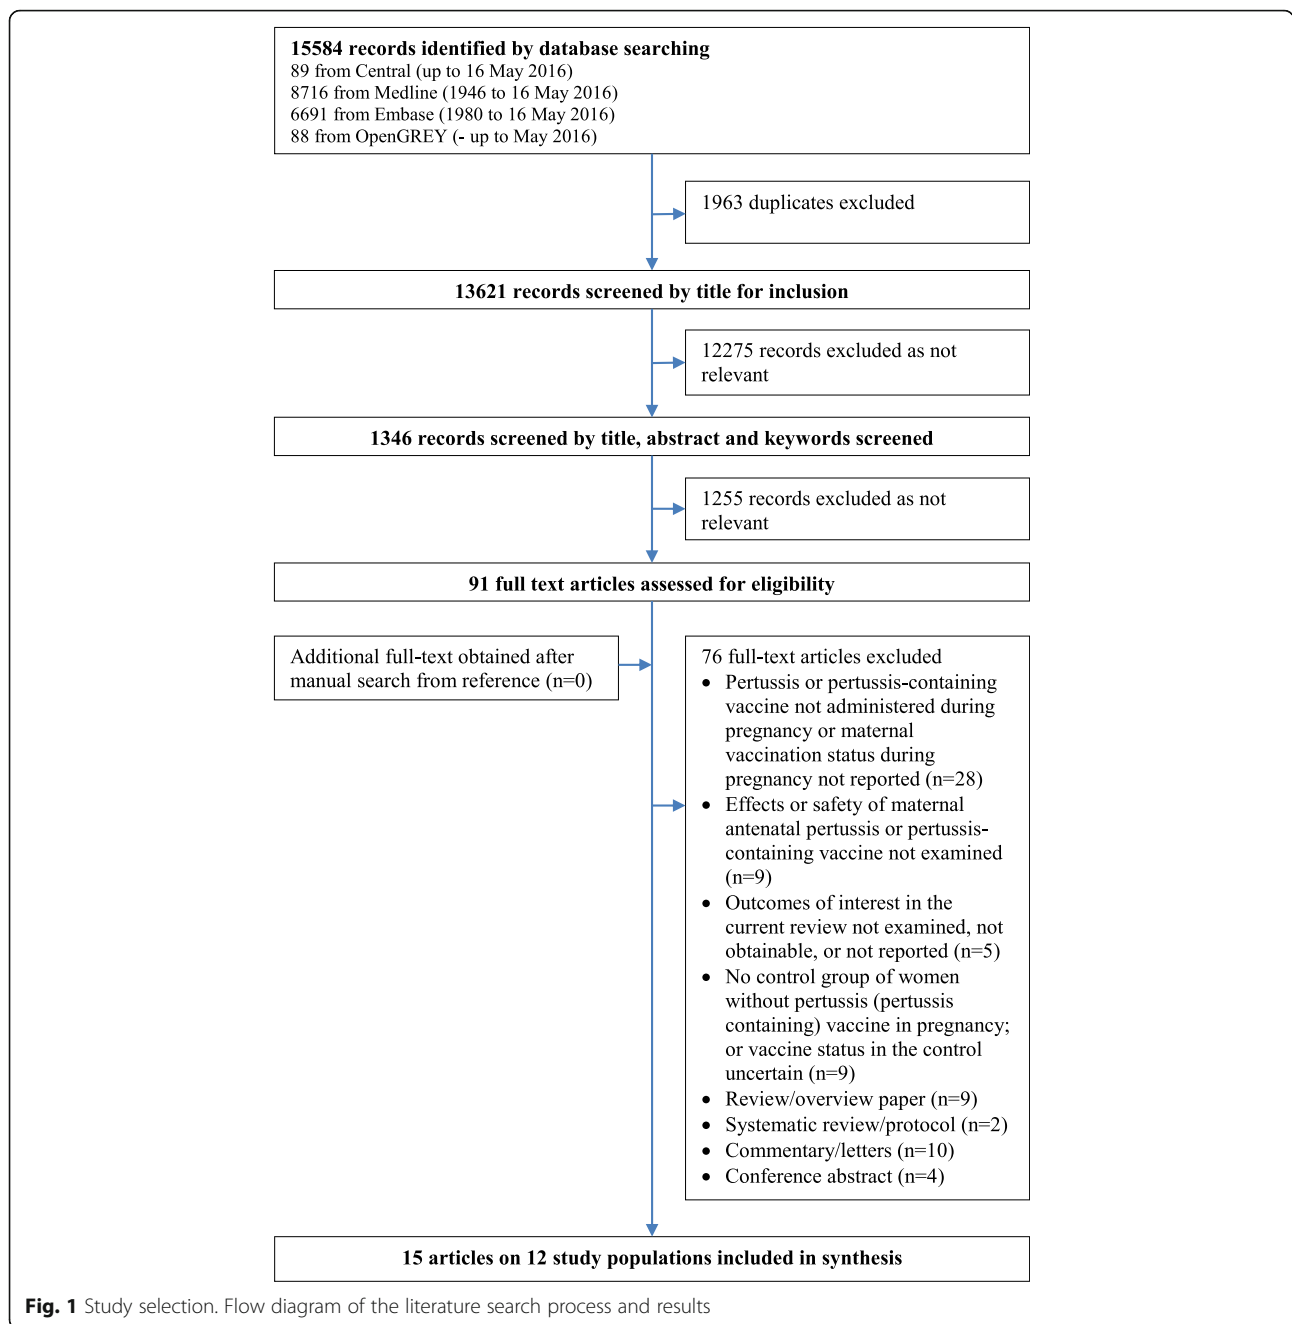 15584 records identified by database searching
89 from Central (up to 16 May 2016)
8716 from Medline (1946 to 16 May 2016)
6691 from Embase (1980 to 16 May 2016)
88 from OpenGREY (- up to May 2016)
1963 duplicates excluded
13621 records screened by title for inclusion
12275 records excluded as not
relevant
1346 records screened by title, abstract and keywords screened
1255 records excluded as not
relevant
91 full text articles assessed for eligibility
Additional full-text obtained after
manual search from reference (n=0)
76 full-text articles excluded
• Pertussis or pertussis-containing
vaccine not administered during
pregnancy or maternal
vaccination status during
pregnancy not reported (n=28)
• Effects or safety of maternal
antenatal pertussis or pertussis-
containing vaccine not examined
(n=9)
• Outcomes of interest in the
current review not examined, not
obtainable, or not reported (n=5)
• No control group of women
without pertussis (pertussis
containing) vaccine in pregnancy;
or vaccine status in the control
uncertain (n=9)
• Review/overview paper (n=9)
• Systematic review/protocol (n=2)
• Commentary/letters (n=10)
• Conference abstract (n=4)
15 articles on 12 study populations included in synthesis
Fig. 1 Study selection. Flow diagram of the literature search process and results